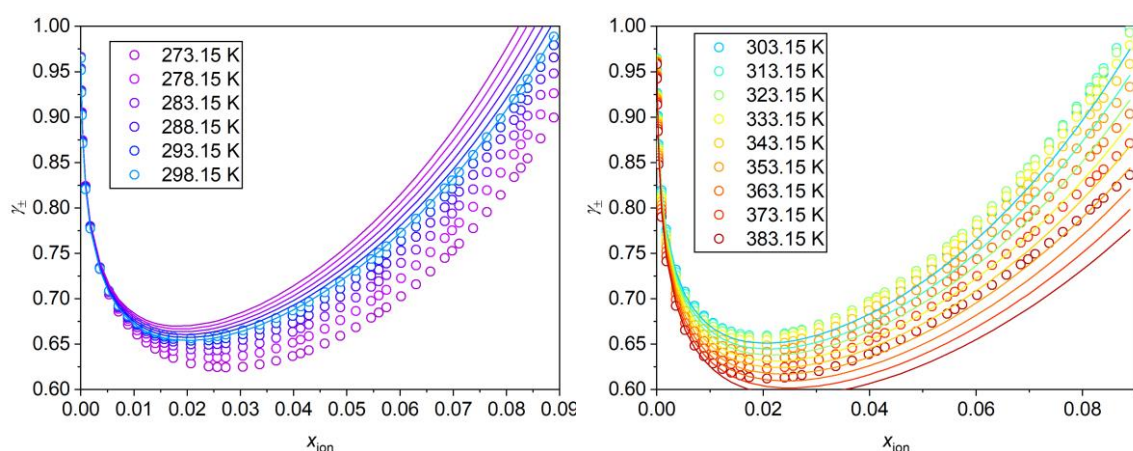 1.00
0.95
0.90
0.85
0.80
0.75
0.70
0.65
0.60
γ±
273.15 K
278.15 K
283.15 K
288.15 K
293.15 K
298.15 K
0.00 0.01 0.02 0.03 0.04 0.05 0.06 0.07 0.08 0.09
xion
1.00
0.95
0.90
0.85
0.80
0.75
0.70
0.65
0.60
γ±
303.15 K
313.15 K
323.15 K
333.15 K
343.15 K
353.15 K
363.15 K
373.15 K
383.15 K
0.00 0.02 0.04 0.06 0.08
xion